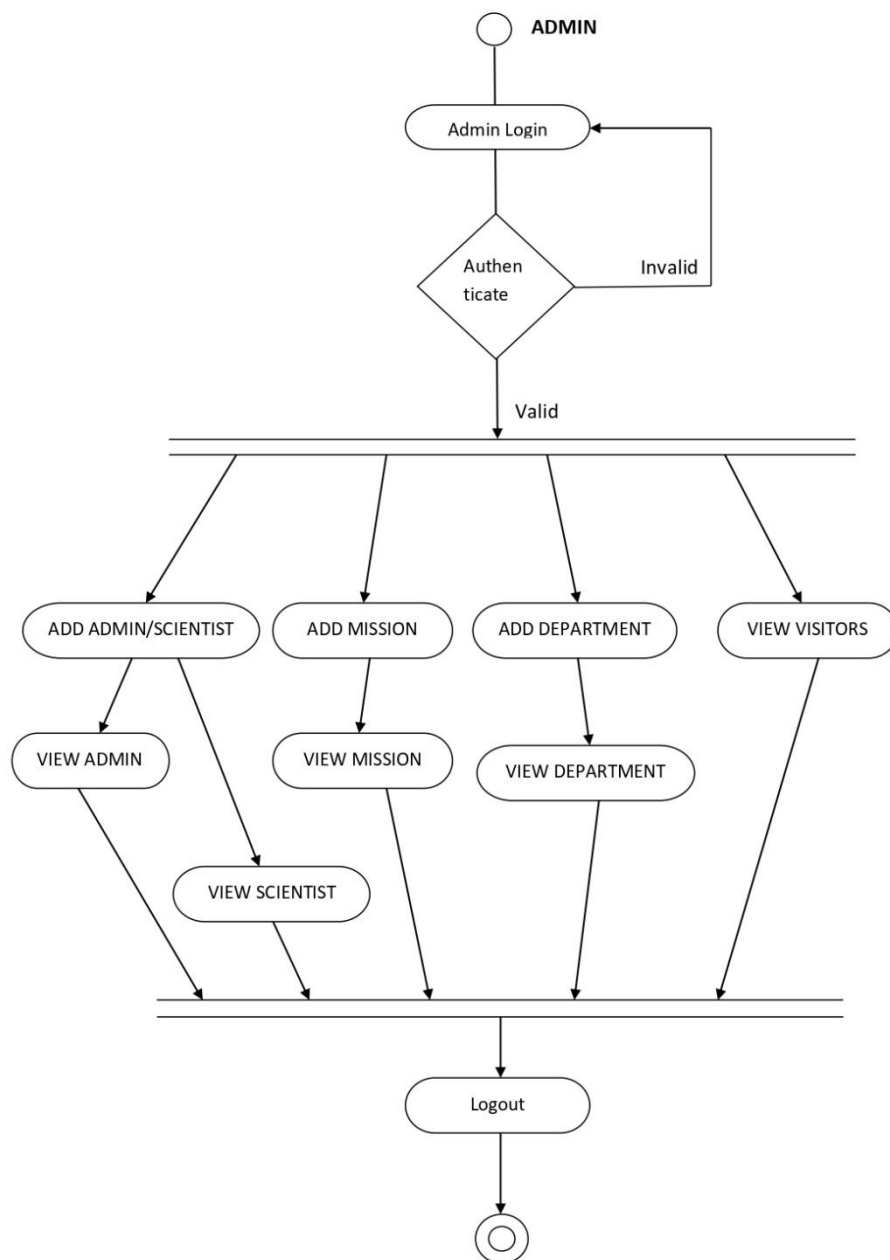 ADMIN
Admin Login
Authen
ticate
Invalid
Valid
ADD ADMIN/SCIENTIST
ADD MISSION
ADD DEPARTMENT
VIEW VISITORS
VIEW ADMIN
VIEW MISSION
VIEW DEPARTMENT
VIEW SCIENTIST
Logout